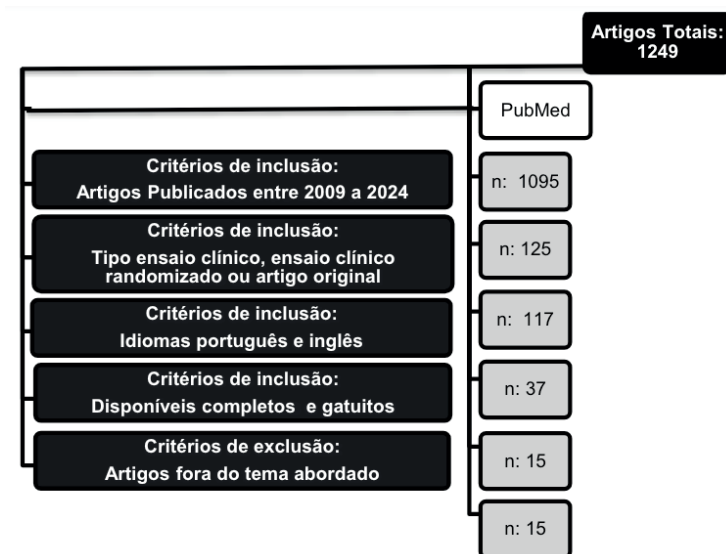 Artigos Totais:
1249
PubMed
Critérios de inclusão:
Artigos Publicados entre 2009 a 2024
n: 1095
Critérios de inclusão:
Tipo ensaio clínico, ensaio clínico
randomizado ou artigo original
n: 125
Critérios de inclusão:
Idiomas português e inglês
n: 117
Critérios de inclusão:
Disponíveis completos e gatuitos
n: 37
Critérios de exclusão:
Artigos fora do tema abordado
n: 15
n: 15